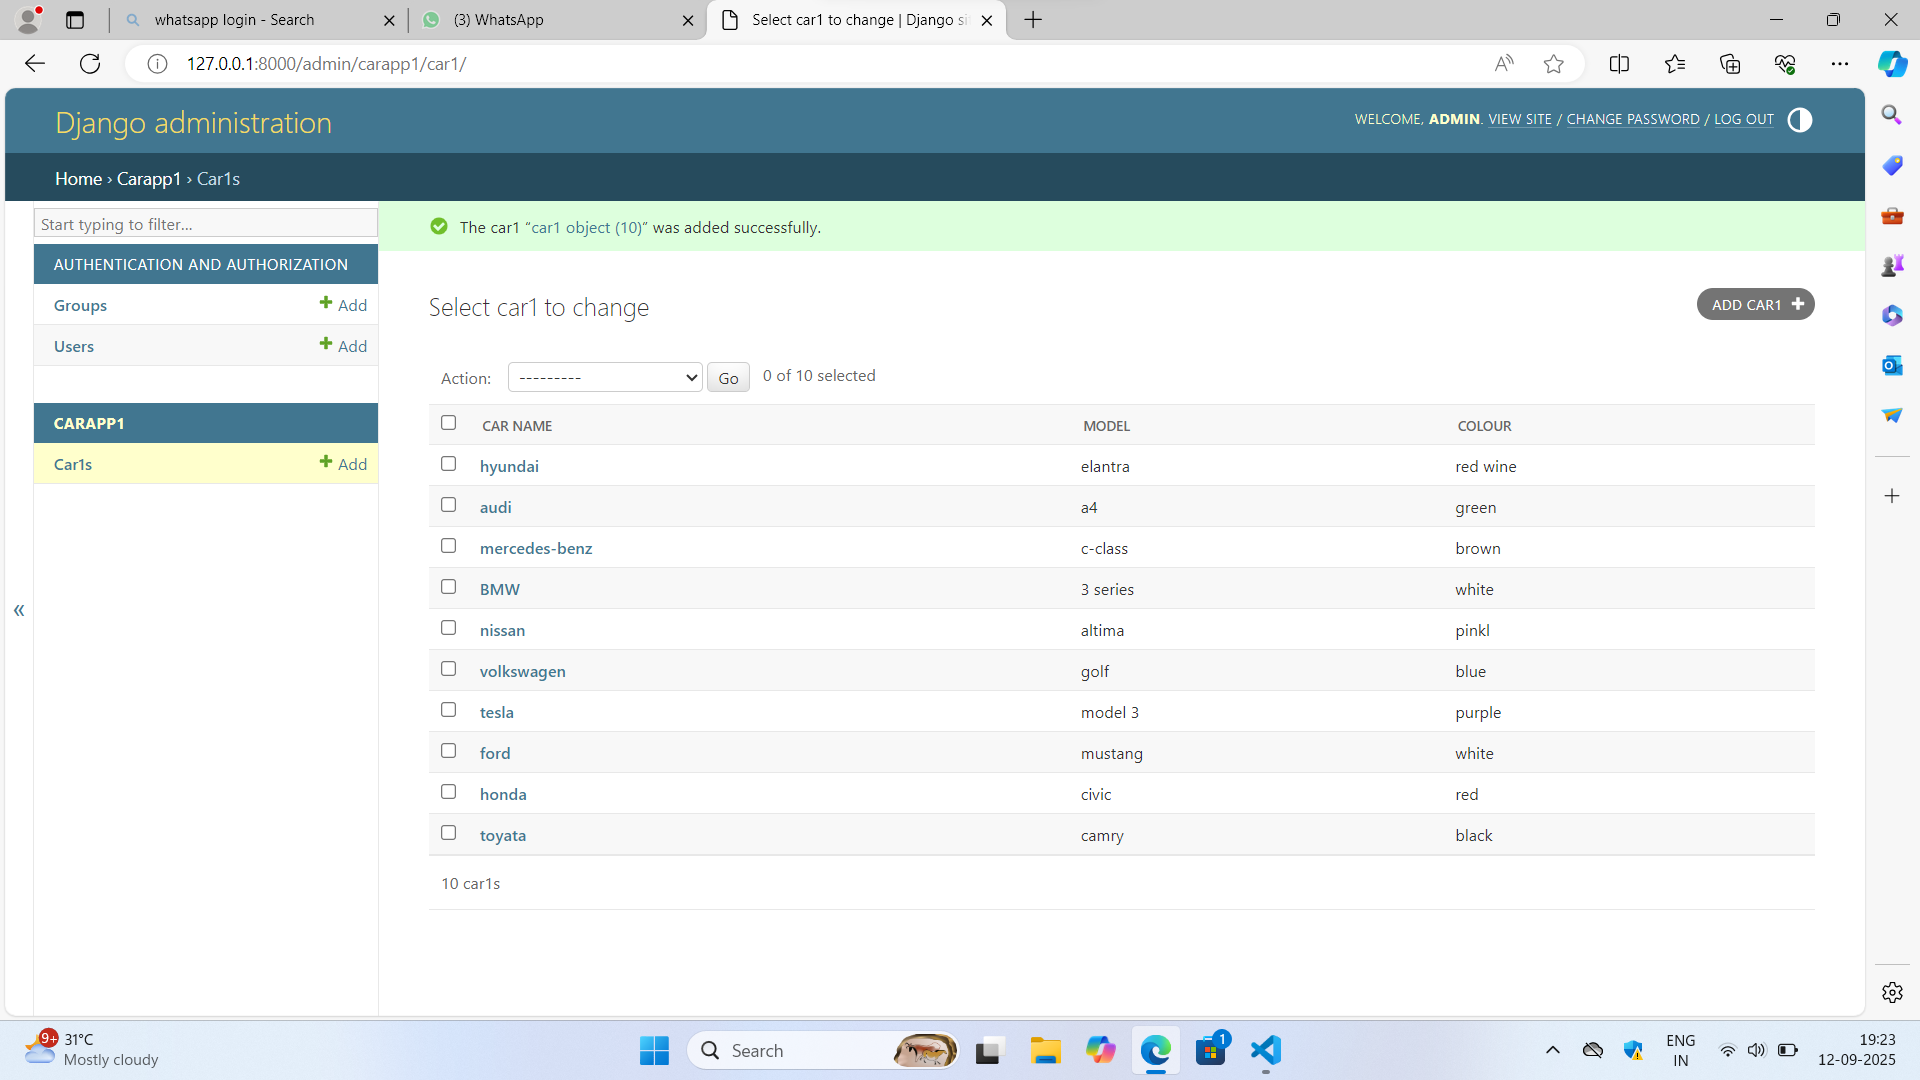 whatsapp login - Search
(3) WhatsApp
Select car1 to change | Django si
127.0.0.1:8000/admin/carapp1/car1/
Django administration
WELCOME, ADMIN. VIEW SITE / CHANGE PASSWORD / LOG OUT
Home › Carapp1 › Car1s
Start typing to filter...
AUTHENTICATION AND AUTHORIZATION
Groups Add
Users Add
CARAPP1
Car1s Add
«
The car1 “car1 object (10)” was added successfully.
Select car1 to change
ADD CAR1
Action: --------- Go 0 of 10 selected
CAR NAME MODEL COLOUR
hyundai elantra red wine
audi a4 green
mercedes-benz c-class brown
BMW 3 series white
nissan altima pinkl
volkswagen golf blue
tesla model 3 purple
ford mustang white
honda civic red
toyata camry black
10 car1s
9+
31°C
Mostly cloudy
Search
1
ENG
IN
19:23
12-09-2025